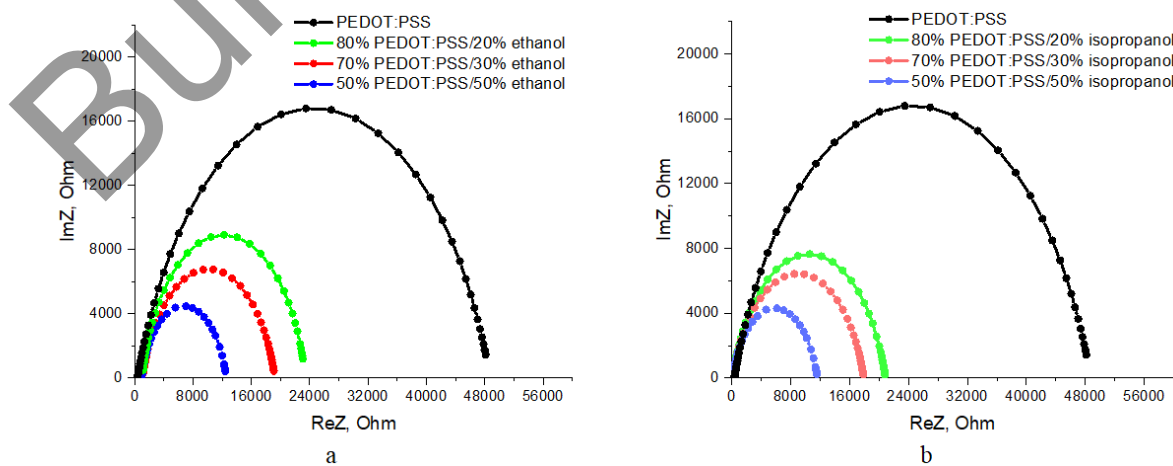 Bul
PEDOT:PSS
80% PEDOT:PSS/20% ethanol
70% PEDOT:PSS/30% ethanol
50% PEDOT:PSS/50% ethanol
20000
16000
12000
8000
4000
0
ImZ, Ohm
0 8000 16000 24000 32000 40000 48000 56000
ReZ, Ohm
a
PEDOT:PSS
80% PEDOT:PSS/20% isopropanol
70% PEDOT:PSS/30% isopropanol
50% PEDOT:PSS/50% isopropanol
20000
16000
12000
8000
4000
0
ImZ, Ohm
0 8000 16000 24000 32000 40000 48000 56000
ReZ, Ohm
b